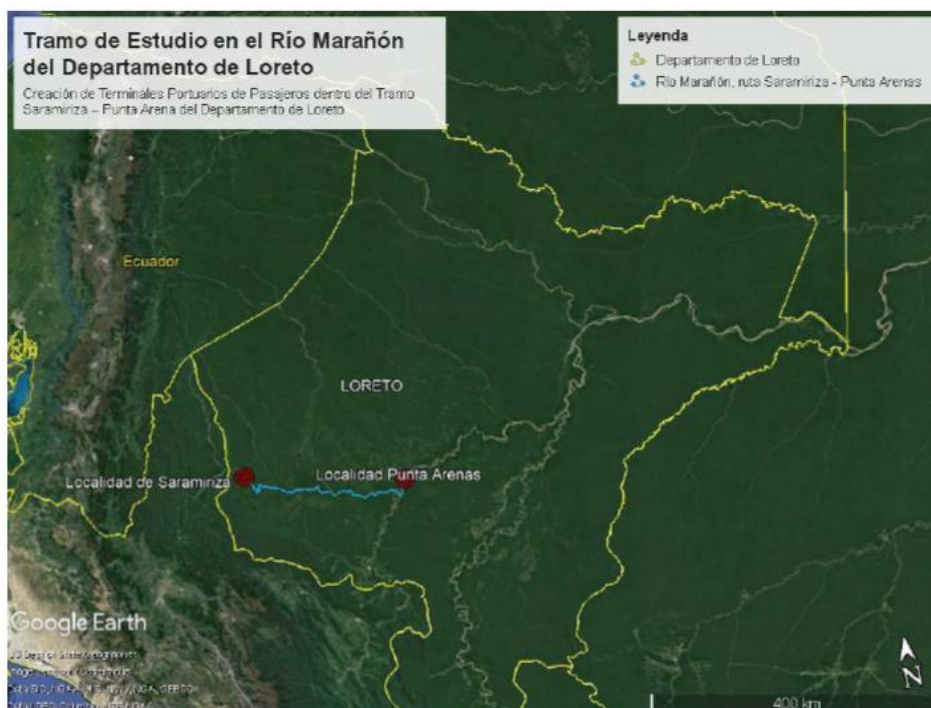 Tramo de Estudio en el Río Marañón
del Departamento de Loreto
Creación de Terminales Portuarios de Pasajeros dentro del Tramo
Saramiriza – Punta Arena del Departamento de Loreto
Leyenda
Departamento de Loreto
Río Marañón, ruta Saramiriza - Punta Arenas
Ecuador
LORETO
Localidad de Saramiriza
Localidad Punta Arenas
Google Earth
N
400 km